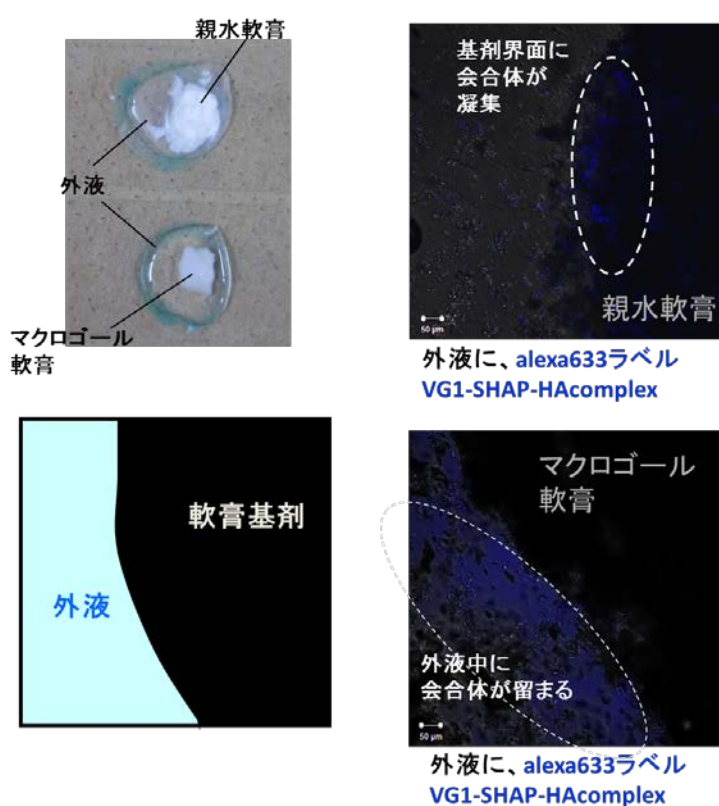 親水軟膏
外液
マクロゴール
軟膏
基剤界面に
会合体が
凝集
親水軟膏
50 μm
外液に、alexa633ラベル
VG1-SHAP-HAcomplex
軟膏基剤
外液
マクロゴール
軟膏
外液中に
会合体が留まる
50 μm
外液に、alexa633ラベル
VG1-SHAP-HAcomplex